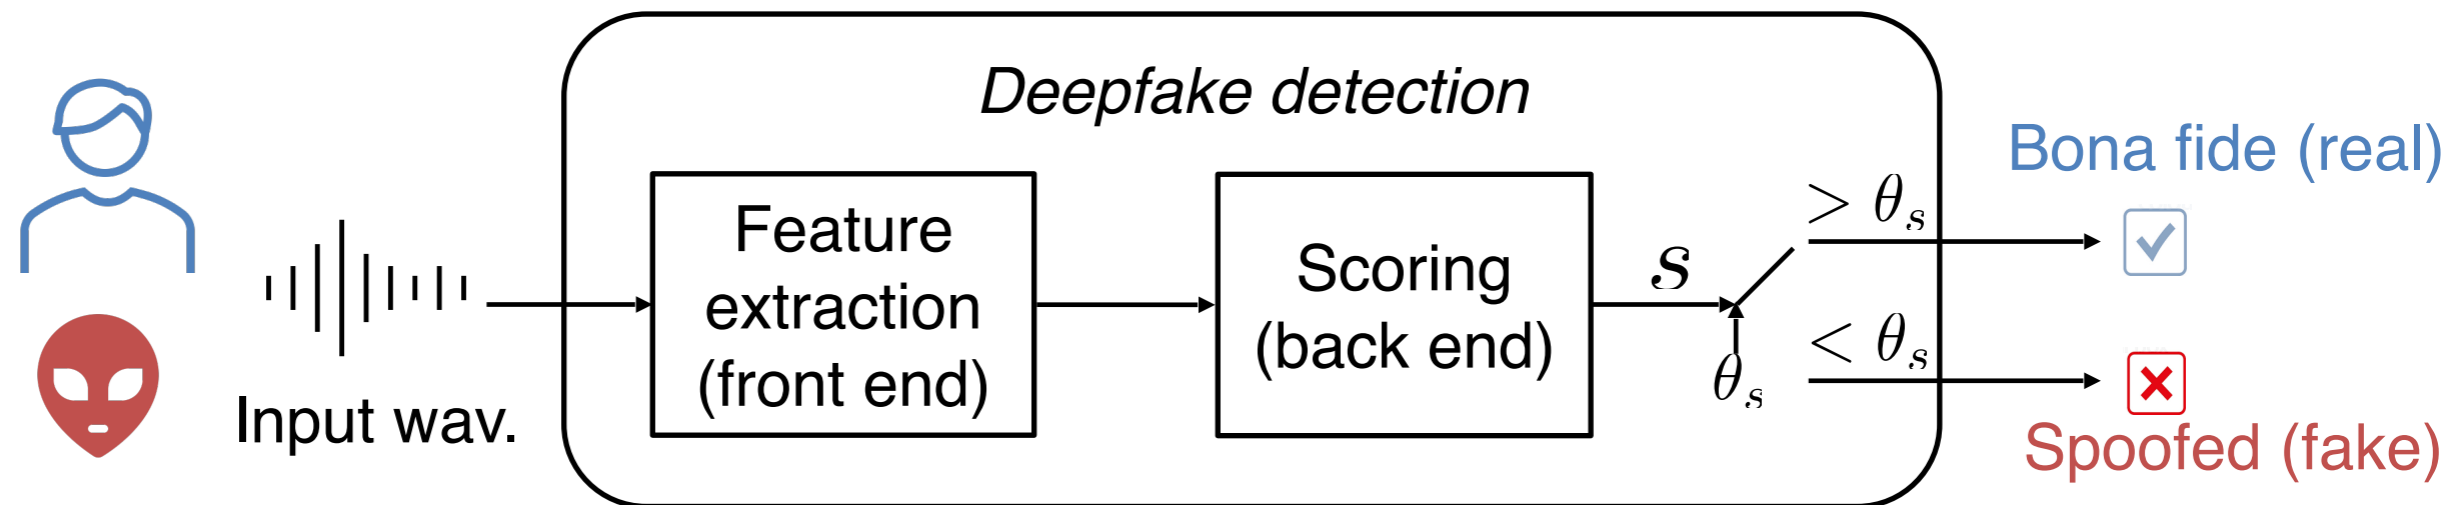 Deepfake detection
Input wav.
Feature
extraction
(front end)
Scoring
(back end)
s
θₛ
> θₛ
< θₛ
Bona fide (real)
Spoofed (fake)